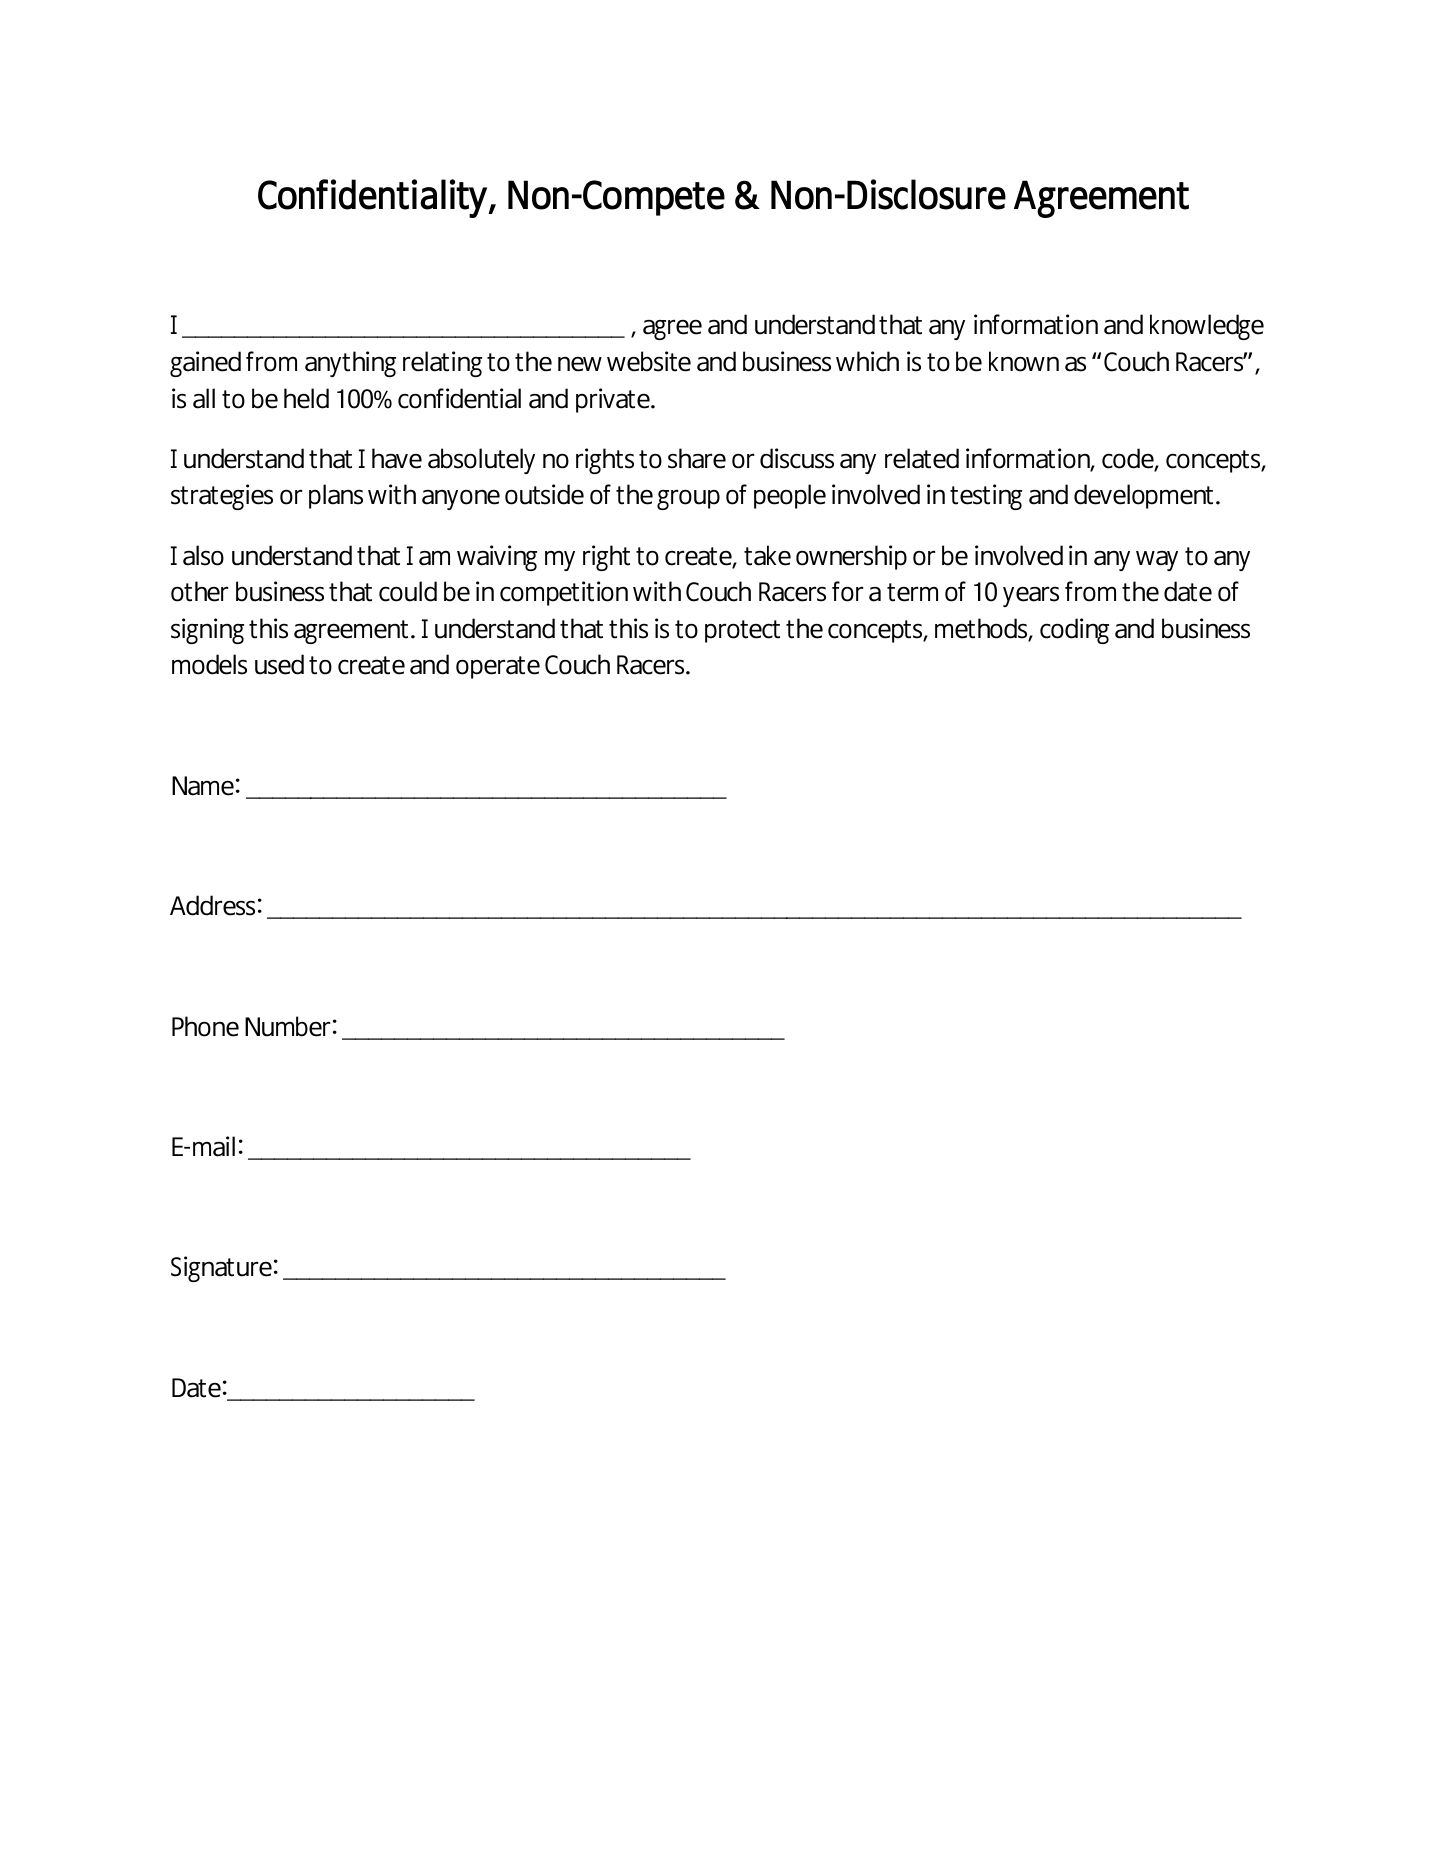 Confidentiality, Non-Compete & Non-Disclosure Agreement
I __________________________________ , agree and understand that any information and knowledge
gained from anything relating to the new website and business which is to be known as “Couch Racers”,
is all to be held 100% confidential and private.
I understand that I have absolutely no rights to share or discuss any related information, code, concepts,
strategies or plans with anyone outside of the group of people involved in testing and development.
I also understand that I am waiving my right to create, take ownership or be involved in any way to any
other business that could be in competition with Couch Racers for a term of 10 years from the date of
signing this agreement. I understand that this is to protect the concepts, methods, coding and business
models used to create and operate Couch Racers.
Name: _____________________________________
Address: ___________________________________________________________________________
Phone Number: __________________________________
E-mail: __________________________________
Signature: __________________________________
Date:___________________